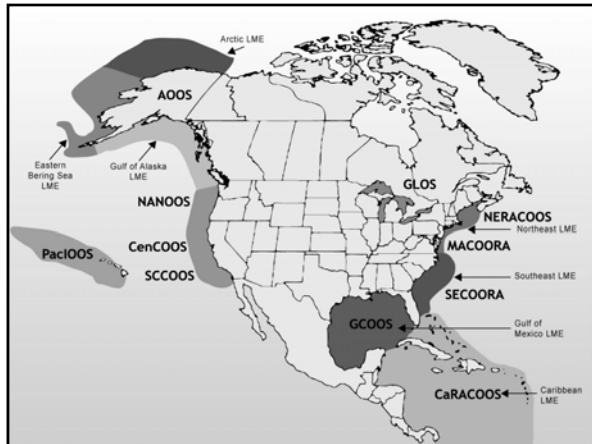 Arctic LME
AOOS
Eastern
Bering Sea
LME
Gulf of Alaska
LME
GLOS
NANOOS
NERACOOS
Northeast LME
MACOORA
CenCOOS
PacIOOS
SCCOOS
Southeast LME
SECOORA
GCOOS
Gulf of
Mexico LME
CaRACOOS
Caribbean
LME